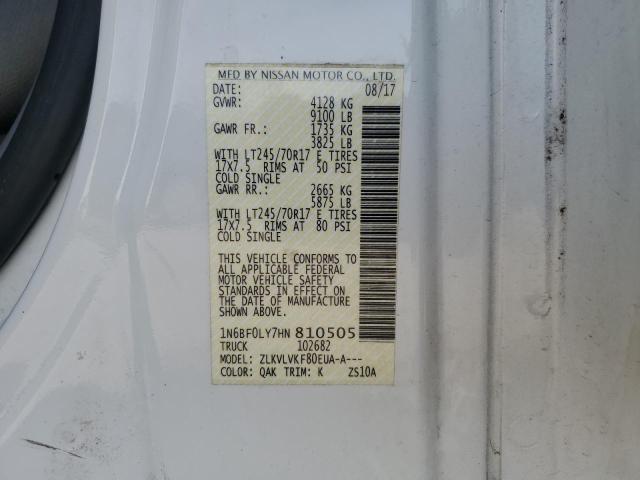 MFD BY NISSAN MOTOR CO., LTD.
DATE: 08/17
GVWR: 4128 KG
9100 LB
GAWR FR.: 1735 KG
3825 LB
WITH LT245/70R17 E TIRES
17X7.5 RIMS AT 50 PSI
COLD SINGLE
GAWR RR.: 2665 KG
5875 LB
WITH LT245/70R17 E TIRES
17X7.5 RIMS AT 80 PSI
COLD SINGLE
THIS VEHICLE CONFORMS TO
ALL APPLICABLE FEDERAL
MOTOR VEHICLE SAFETY
STANDARDS IN EFFECT ON
THE DATE OF MANUFACTURE
SHOWN ABOVE.
1N6BF0LY7HN 810505
TRUCK 102682
MODEL: ZLKVLVKF80EUA-A---
COLOR: QAK TRIM: K ZS10A